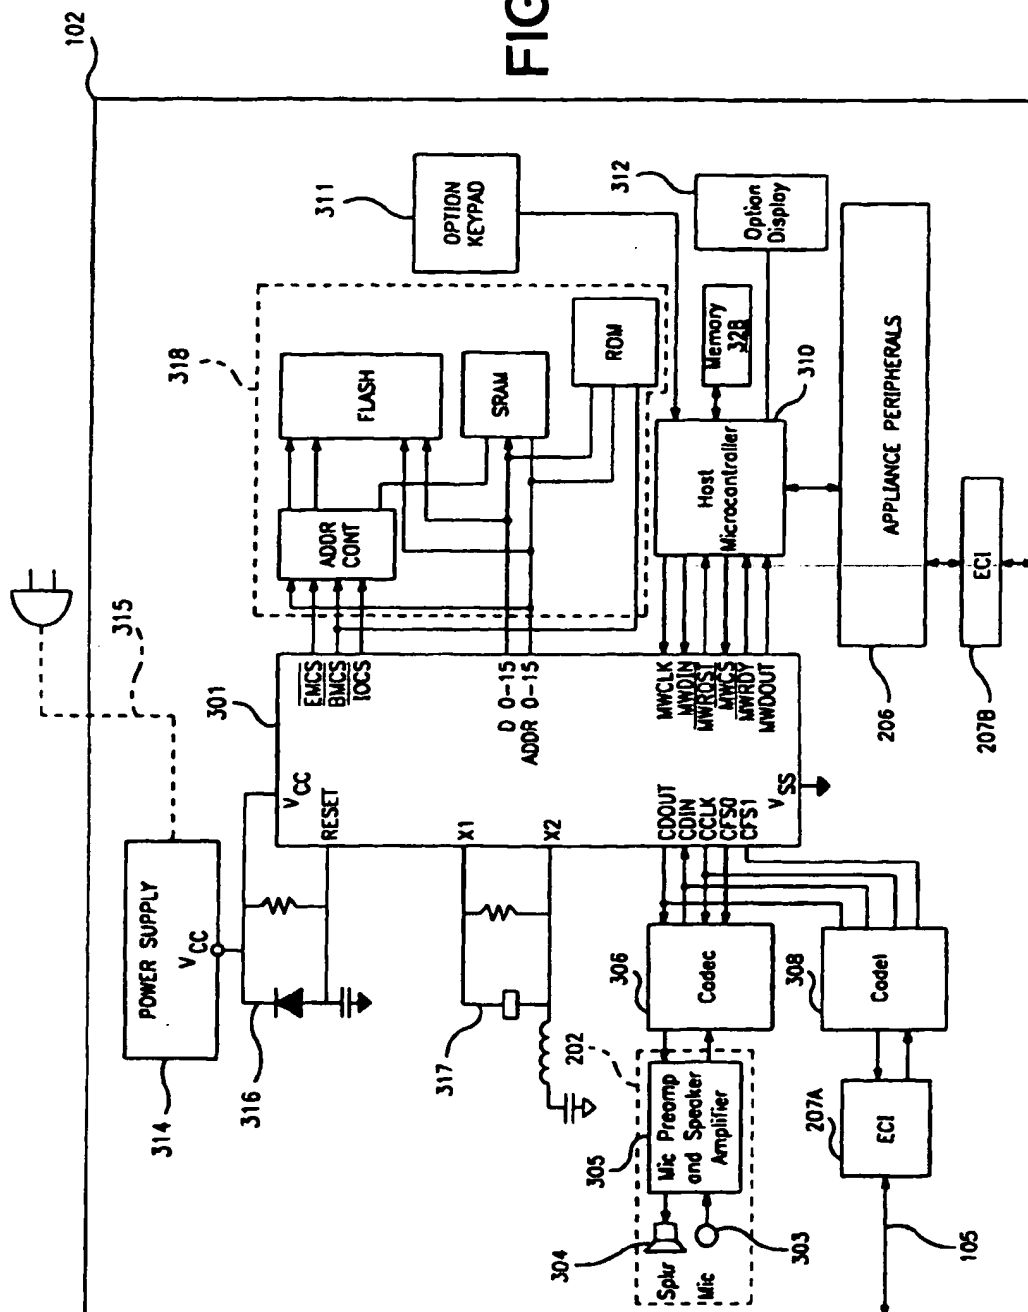 FIG
102
315
POWER SUPPLY
VCC
314
316
317
301
VCC
RESET
X1
X2
EMCS
BMCS
IOCS
D 0-15
ADDR 0-15
CDOUT
CDIN
CCLK
CFS0
CFS1
VSS
MWCLK
MWDIN
MWRQST
MWCS
MWRDY
MWDOUT
318
ADDR
CONT
FLASH
SRAM
ROM
311
OPTION
KEYPAD
312
Option
Display
Memory
32B
Host
Microcontroller
310
APPLIANCE PERIPHERALS
206
ECI
207B
202
304
Spkr
Mic
303
305
Mic Preamp
and Speaker
Amplifier
306
Codec
308
Code1
207A
ECI
105